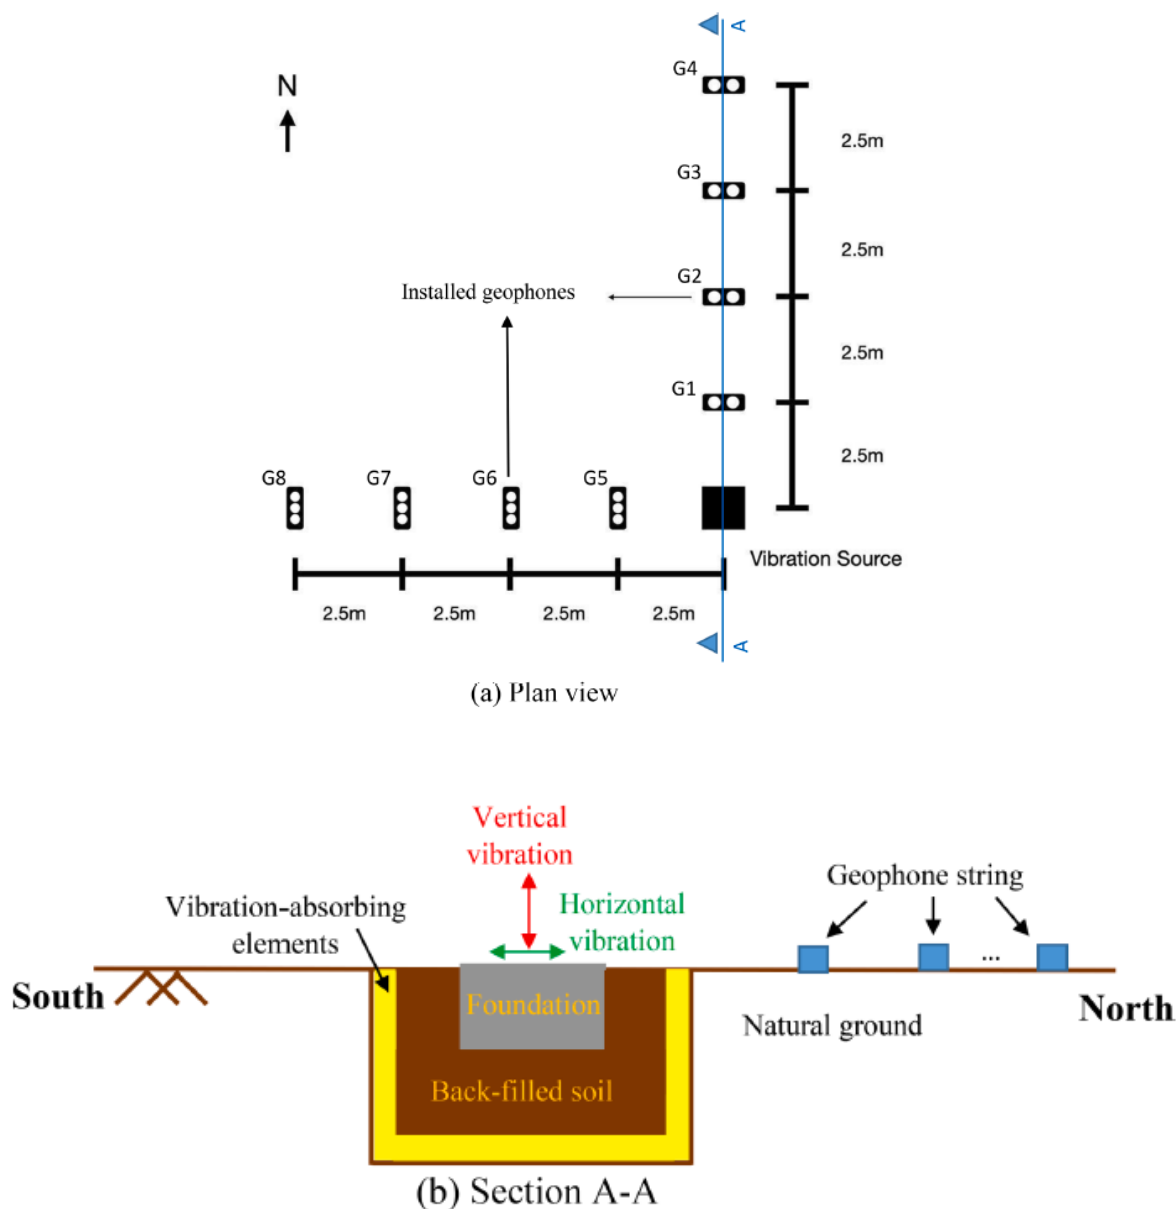 A
G4
N
2.5m
G3
2.5m
G2
Installed geophones
2.5m
G1
2.5m
G8
G7
G6
G5
Vibration Source
2.5m
2.5m
2.5m
2.5m
A
(a) Plan view
Vertical
vibration
Geophone string
Vibration-absorbing
elements
Horizontal
vibration
South
Foundation
North
Natural ground
...
Back-filled soil
(b) Section A-A